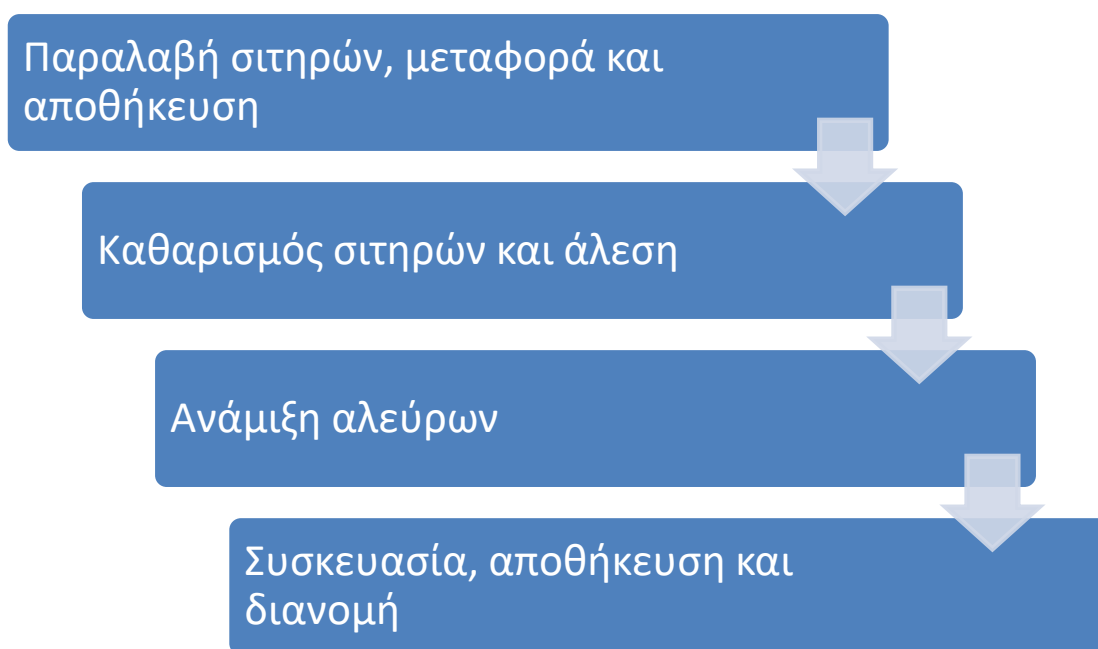 Παραλαβή σιτηρών, μεταφορά και
αποθήκευση
Καθαρισμός σιτηρών και άλεση
Ανάμιξη αλεύρων
Συσκευασία, αποθήκευση και
διανομή